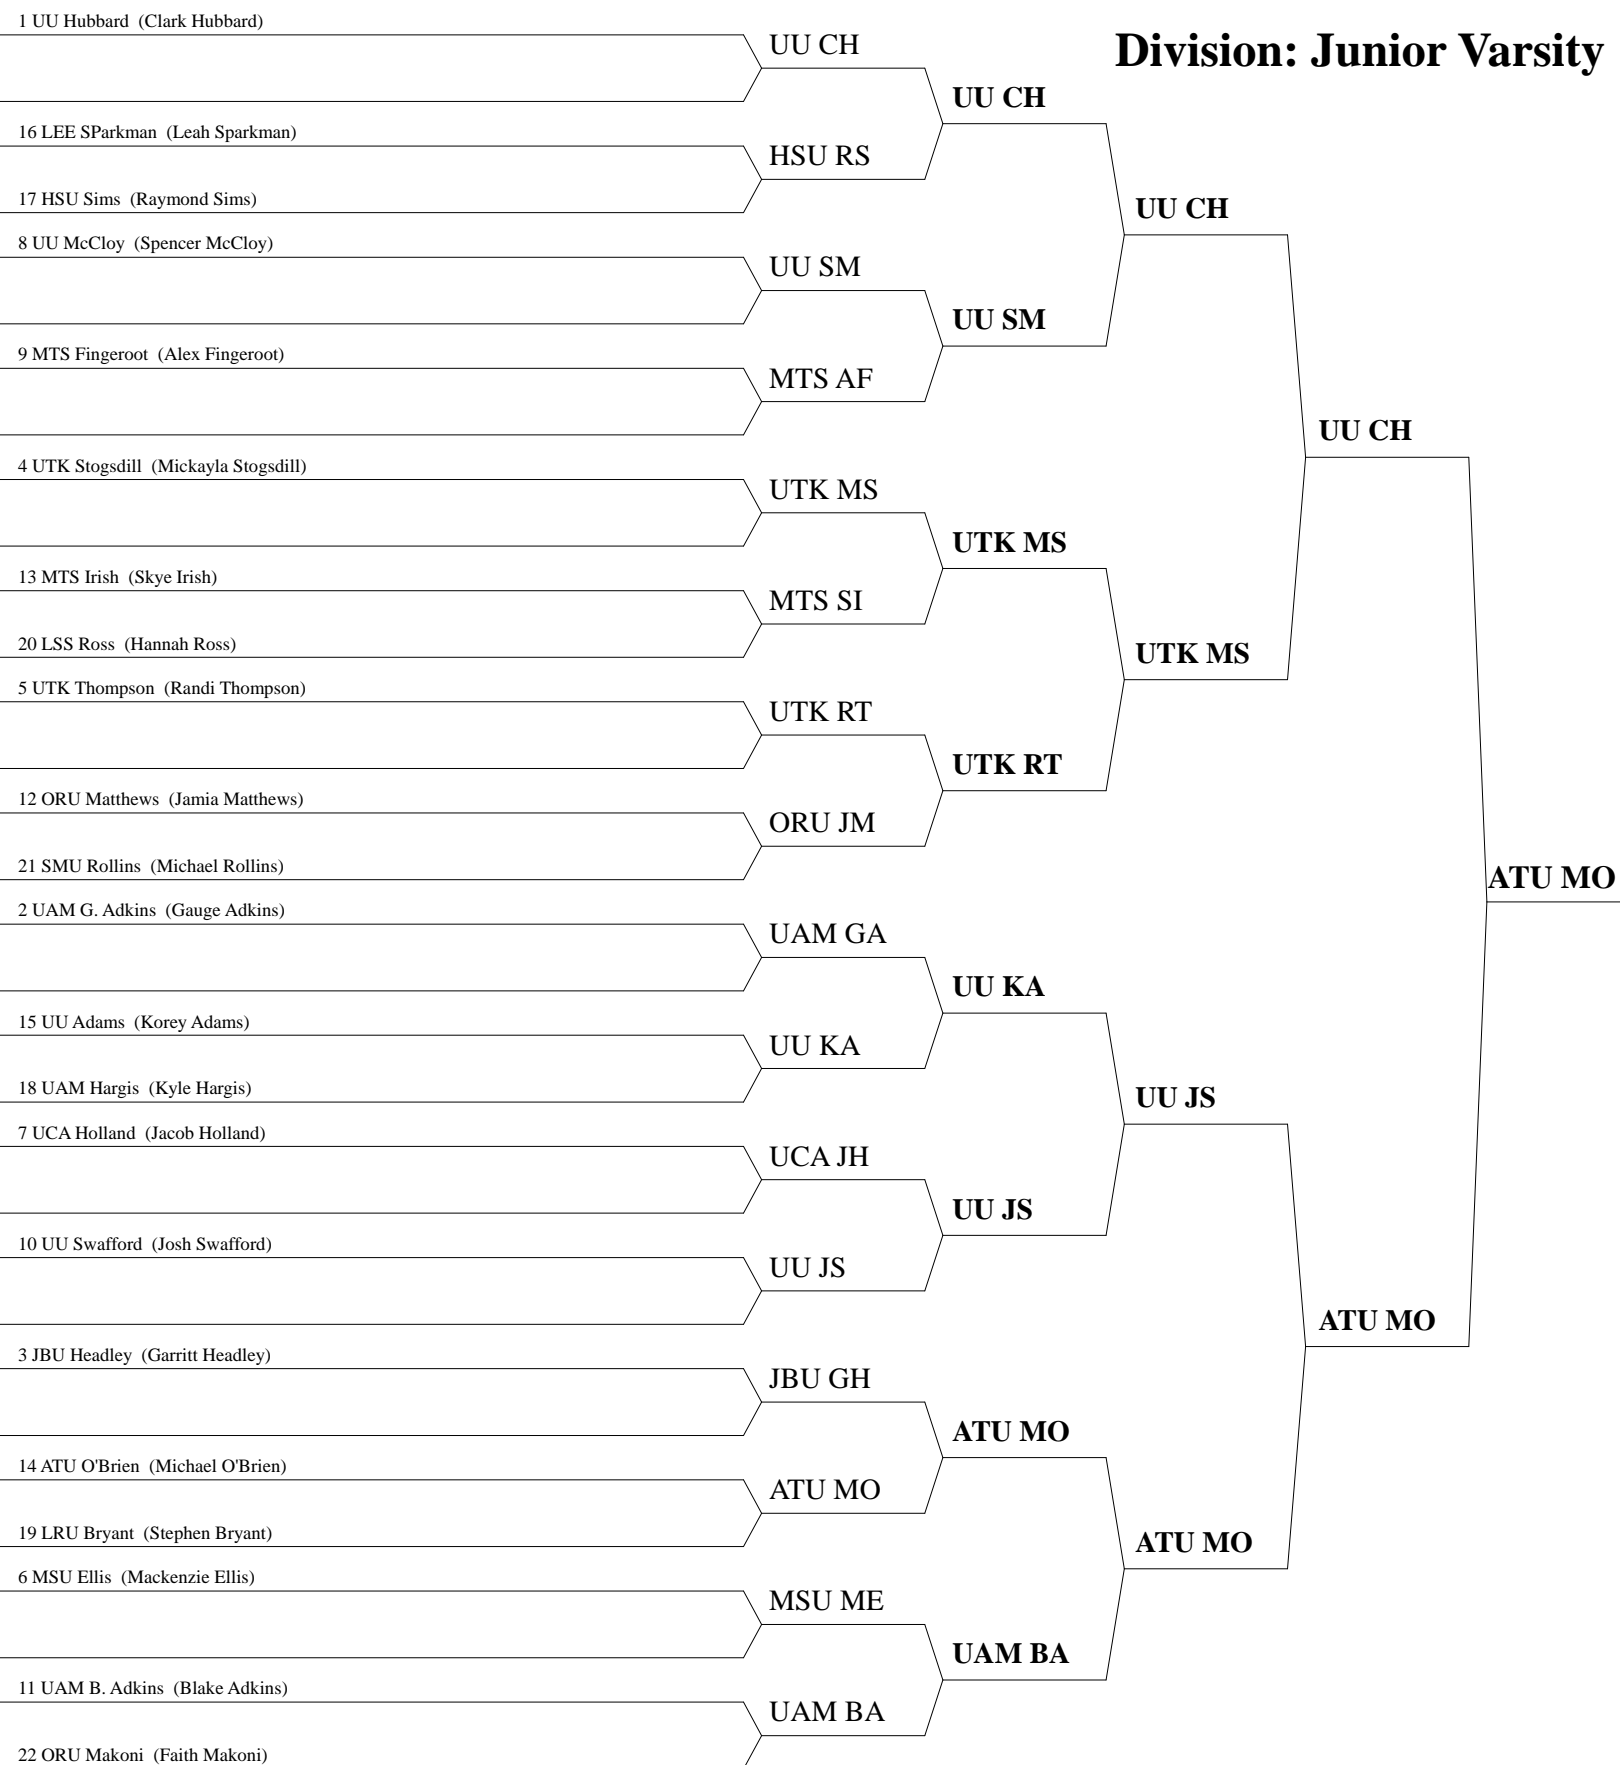 Division: Junior Varsity
1 UU Hubbard (Clark Hubbard)
16 LEE SParkman (Leah Sparkman)
17 HSU Sims (Raymond Sims)
8 UU McCloy (Spencer McCloy)
9 MTS Fingeroot (Alex Fingeroot)
4 UTK Stogsdill (Mickayla Stogsdill)
13 MTS Irish (Skye Irish)
20 LSS Ross (Hannah Ross)
5 UTK Thompson (Randi Thompson)
12 ORU Matthews (Jamia Matthews)
21 SMU Rollins (Michael Rollins)
2 UAM G. Adkins (Gauge Adkins)
15 UU Adams (Korey Adams)
18 UAM Hargis (Kyle Hargis)
7 UCA Holland (Jacob Holland)
10 UU Swafford (Josh Swafford)
3 JBU Headley (Garritt Headley)
14 ATU O'Brien (Michael O'Brien)
19 LRU Bryant (Stephen Bryant)
6 MSU Ellis (Mackenzie Ellis)
11 UAM B. Adkins (Blake Adkins)
22 ORU Makoni (Faith Makoni)
UU CH
HSU RS
UU SM
MTS AF
UTK MS
MTS SI
UTK RT
ORU JM
UAM GA
UU KA
UCA JH
UU JS
JBU GH
ATU MO
MSU ME
UAM BA
UU CH
UU SM
UTK MS
UTK RT
UU KA
UU JS
ATU MO
UAM BA
UU CH
UTK MS
UU JS
ATU MO
UU CH
ATU MO
ATU MO